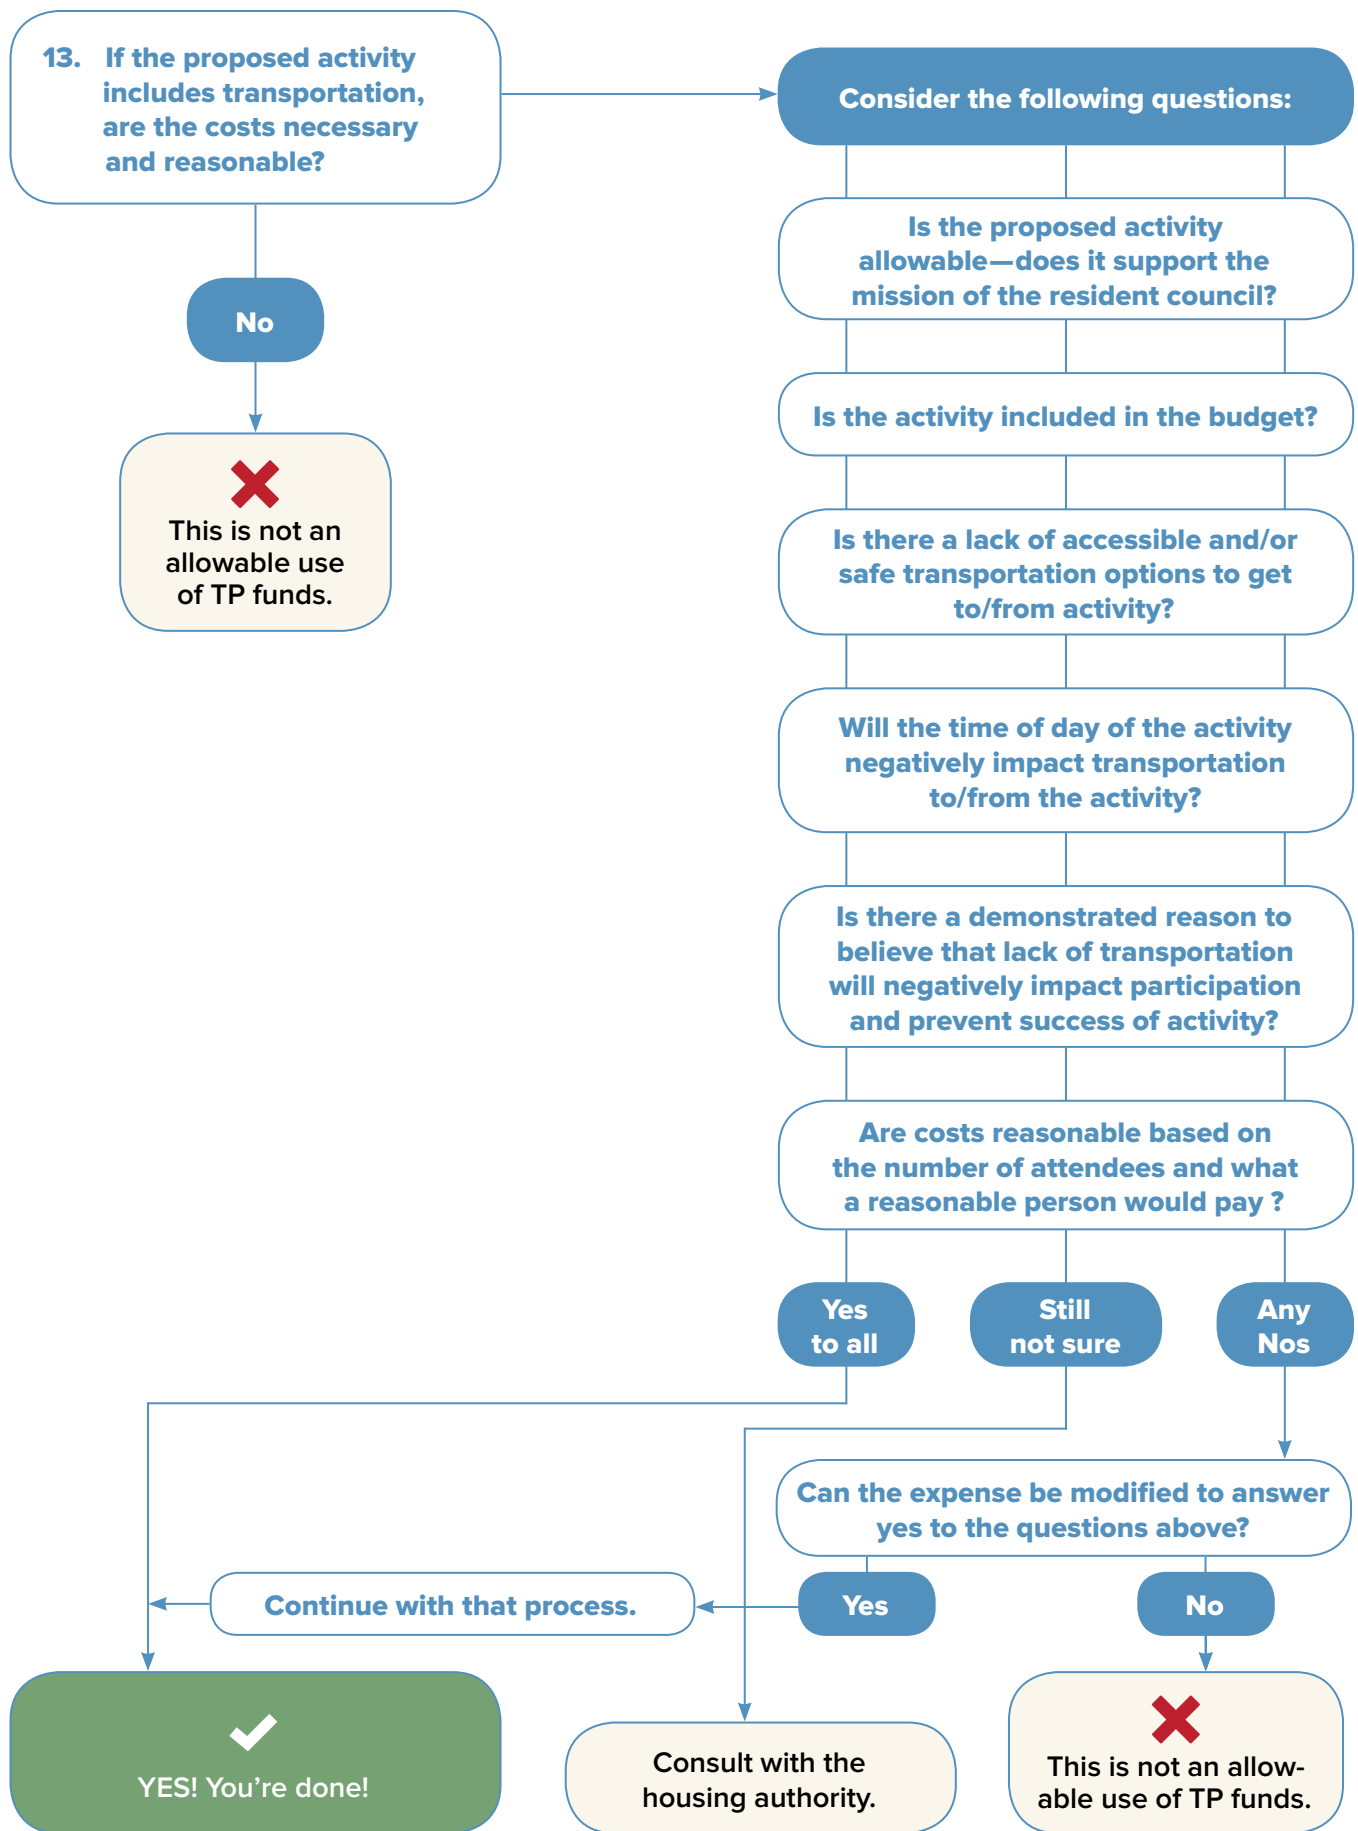 13. If the proposed activity
includes transportation,
are the costs necessary
and reasonable?
No
This is not an
allowable use
of TP funds.
Consider the following questions:
Is the proposed activity
allowable—does it support the
mission of the resident council?
Is the activity included in the budget?
Is there a lack of accessible and/or
safe transportation options to get
to/from activity?
Will the time of day of the activity
negatively impact transportation
to/from the activity?
Is there a demonstrated reason to
believe that lack of transportation
will negatively impact participation
and prevent success of activity?
Are costs reasonable based on
the number of attendees and what
a reasonable person would pay ?
Yes
to all
Still
not sure
Any
Nos
Can the expense be modified to answer
yes to the questions above?
Yes
No
Continue with that process.
YES! You’re done!
Consult with the
housing authority.
This is not an allow-
able use of TP funds.